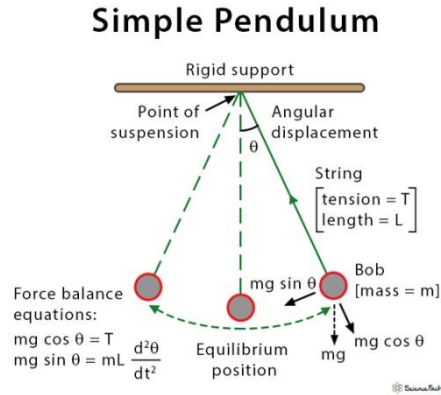 Simple Pendulum
Rigid support
Point of
suspension
Angular
displacement
θ
String
[tension = T
length = L]
mg sin θ
Bob
[mass = m]
mg cos θ
mg
Force balance
equations:
mg cos θ = T
mg sin θ = mL d²θ/dt²
Equilibrium
position
ScienceFacts